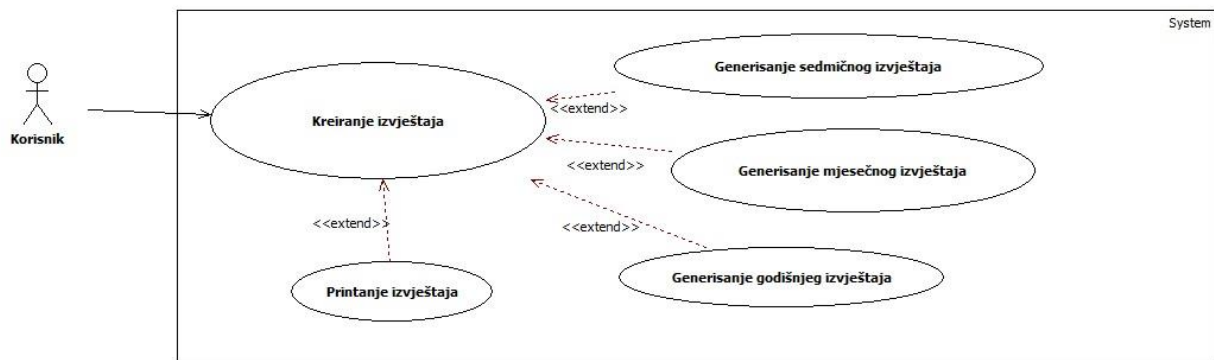 System
Generisanje sedmičnog izvještaja
<<extend>>
Kreiranje izvještaja
Korisnik
<<extend>>
Generisanje mjesečnog izvještaja
<<extend>>
<<extend>>
Generisanje godišnjeg izvještaja
Printanje izvještaja